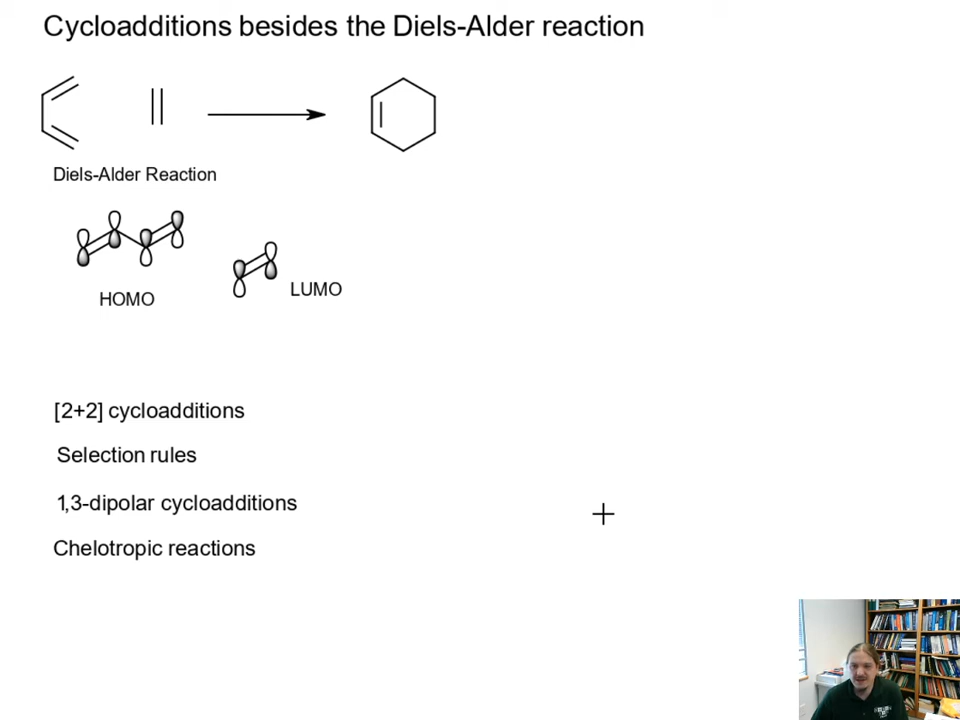 Cycloadditions besides the Diels-Alder reaction
Diels-Alder Reaction
HOMO
LUMO
[2+2] cycloadditions
Selection rules
1,3-dipolar cycloadditions
Chelotropic reactions